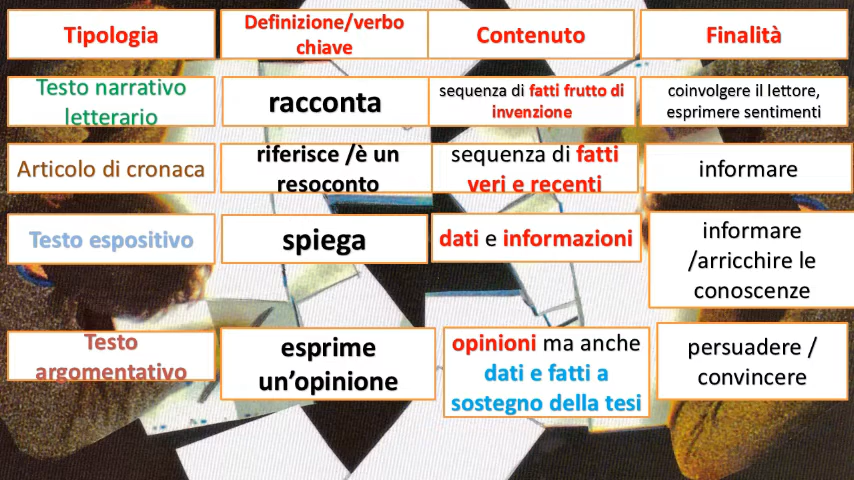 Tipologia
Definizione/verbo
chiave
Contenuto
Finalità
Testo narrativo
letterario
racconta
sequenza di fatti frutto di
invenzione
coinvolgere il lettore,
esprimere sentimenti
Articolo di cronaca
riferisce /è un
resoconto
sequenza di fatti
veri e recenti
informare
Testo espositivo
spiega
dati e informazioni
informare
/arricchire le
conoscenze
Testo
argomentativo
esprime
un’opinione
opinioni ma anche
dati e fatti a
sostegno della tesi
persuadere /
convincere